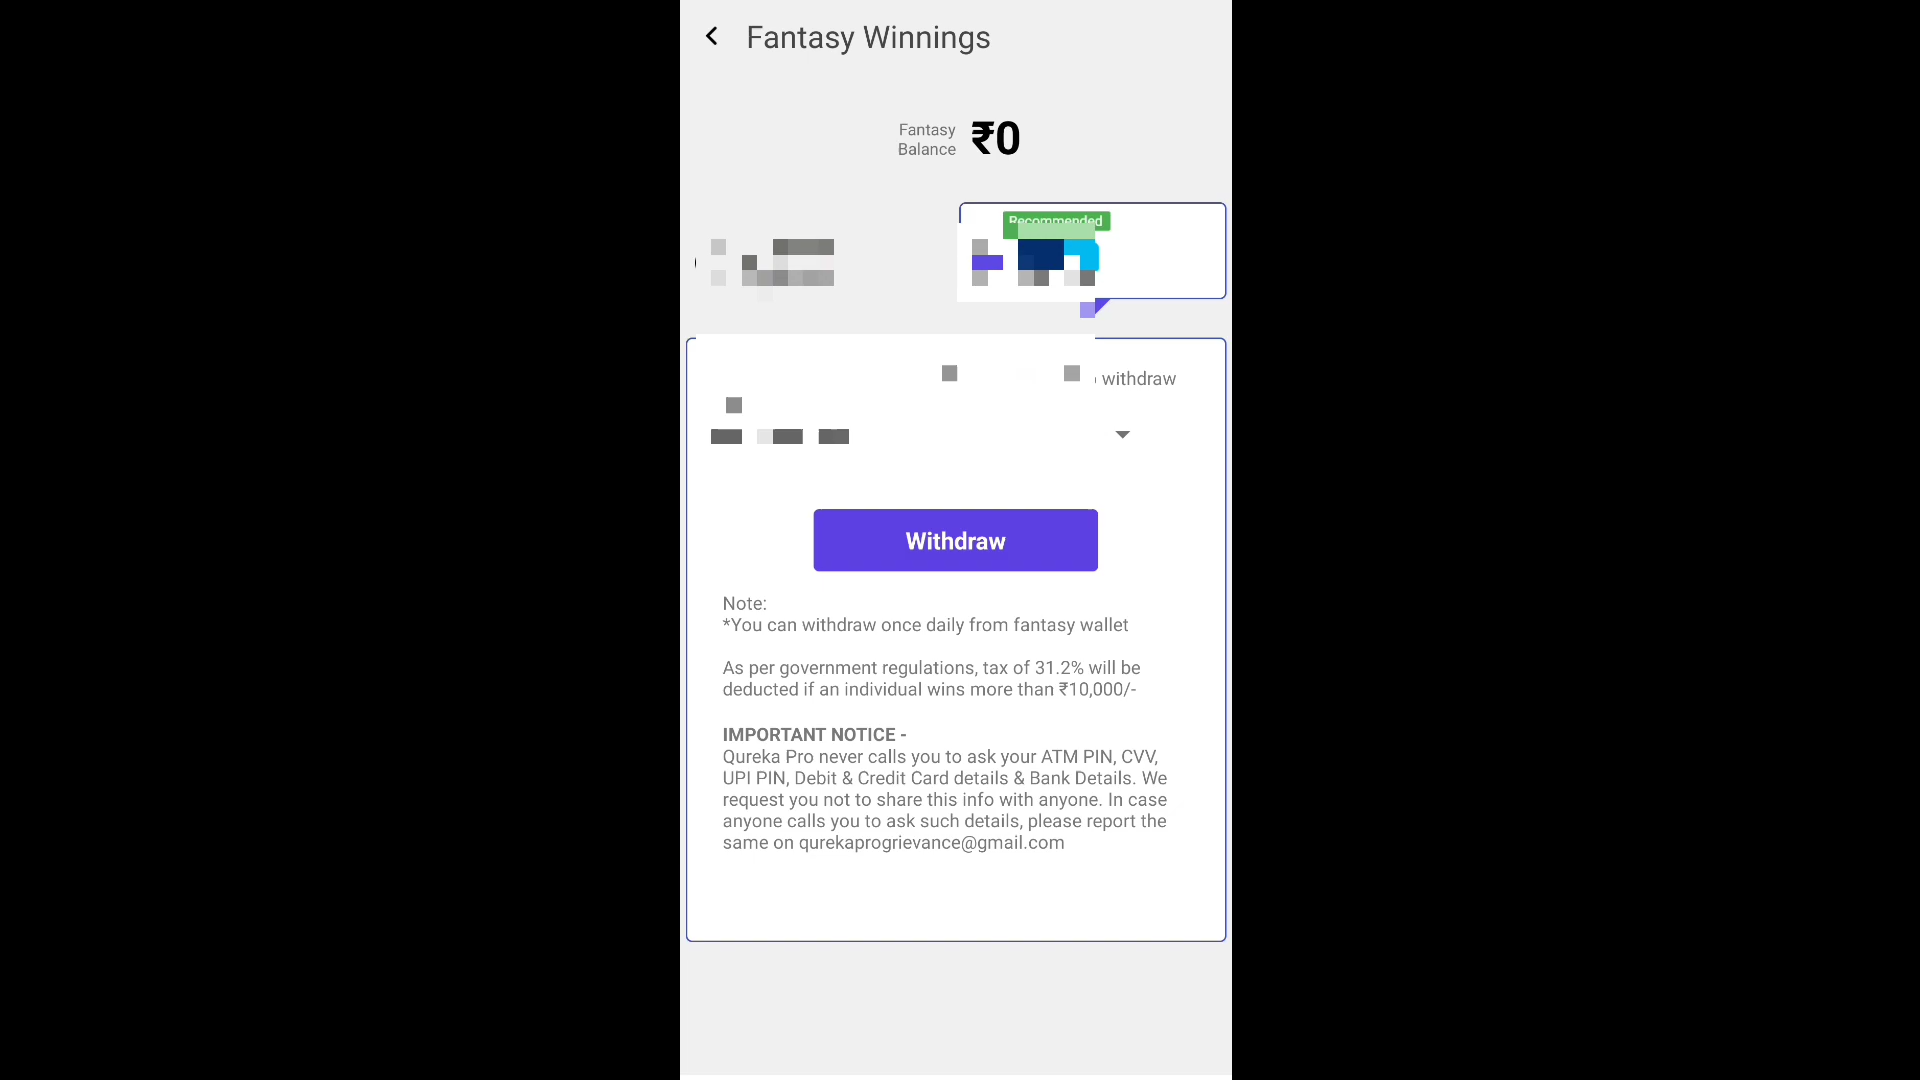 Fantasy Winnings
Fantasy
Balance
₹0
Recommended
withdraw
Withdraw
Note:
*You can withdraw once daily from fantasy wallet
As per government regulations, tax of 31.2% will be
deducted if an individual wins more than ₹10,000/-
IMPORTANT NOTICE -
Qureka Pro never calls you to ask your ATM PIN, CVV,
UPI PIN, Debit & Credit Card details & Bank Details. We
request you not to share this info with anyone. In case
anyone calls you to ask such details, please report the
same on qurekaprogrievance@gmail.com